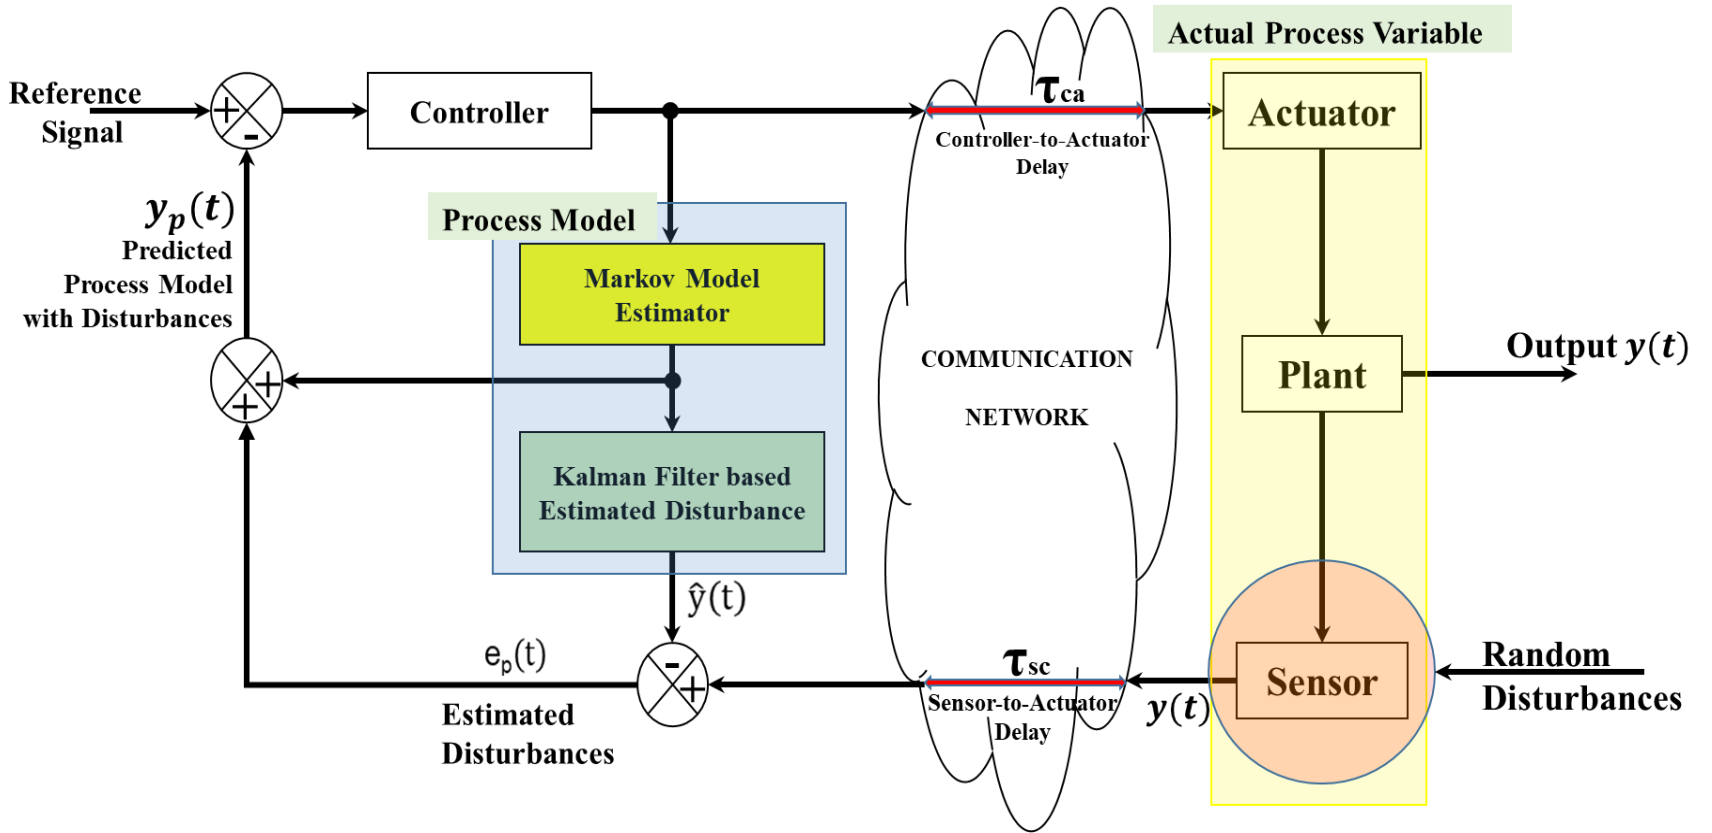 Actual Process Variable
Reference
Signal
+
-
Controller
τca
Controller-to-Actuator
Delay
Actuator
yp(t)
Predicted
Process Model
with Disturbances
Process Model
Markov Model
Estimator
COMMUNICATION
NETWORK
Plant
Output y(t)
+
+
Kalman Filter based
Estimated Disturbance
ŷ(t)
ep(t)
-
+
Estimated
Disturbances
τsc
Sensor-to-Actuator
Delay
y(t)
Sensor
Random
Disturbances